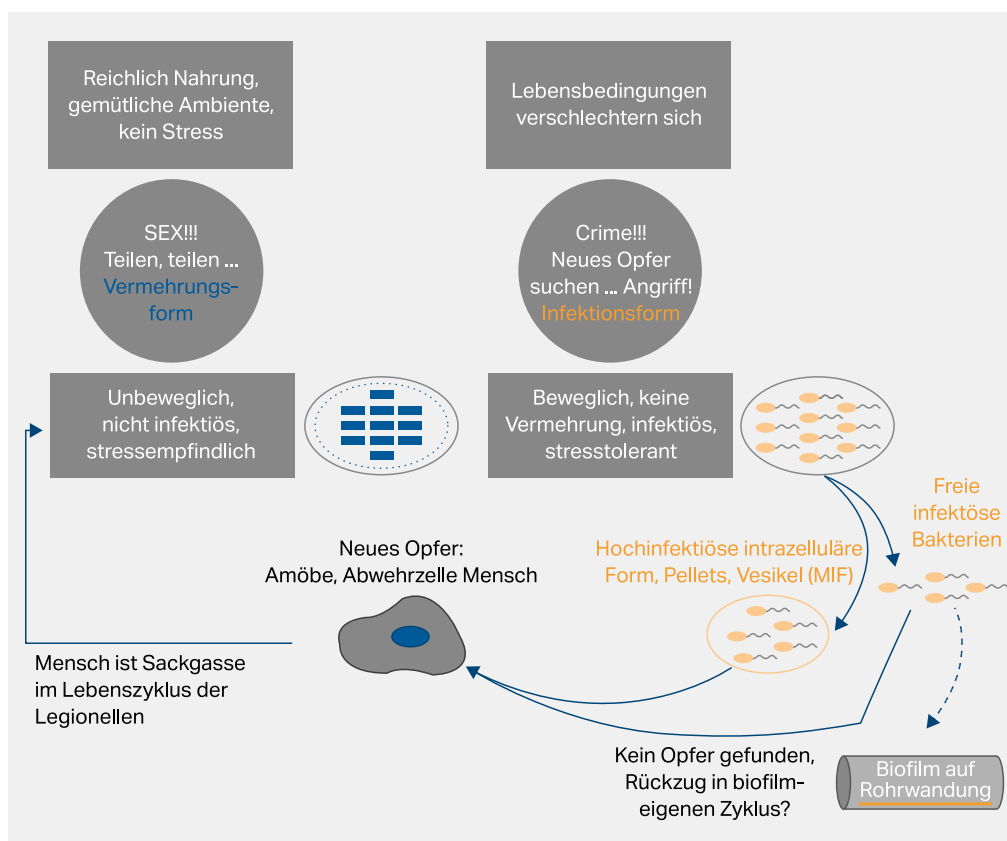 Reichlich Nahrung,
gemütliche Ambiente,
kein Stress
Lebensbedingungen
verschlechtern sich
SEX!!!
Teilen, teilen ...
Vermehrungs-
form
Crime!!!
Neues Opfer
suchen ... Angriff!
Infektionsform
Unbeweglich,
nicht infektiös,
stressempfindlich
Beweglich, keine
Vermehrung, infektiös,
stresstolerant
Freie
infektöse
Bakterien
Neues Opfer:
Amöbe, Abwehrzelle Mensch
Hochinfektiöse intrazelluläre
Form, Pellets, Vesikel (MIF)
Mensch ist Sackgasse
im Lebenszyklus der
Legionellen
Kein Opfer gefunden,
Rückzug in biofilm-
eigenen Zyklus?
Biofilm auf
Rohrwandung